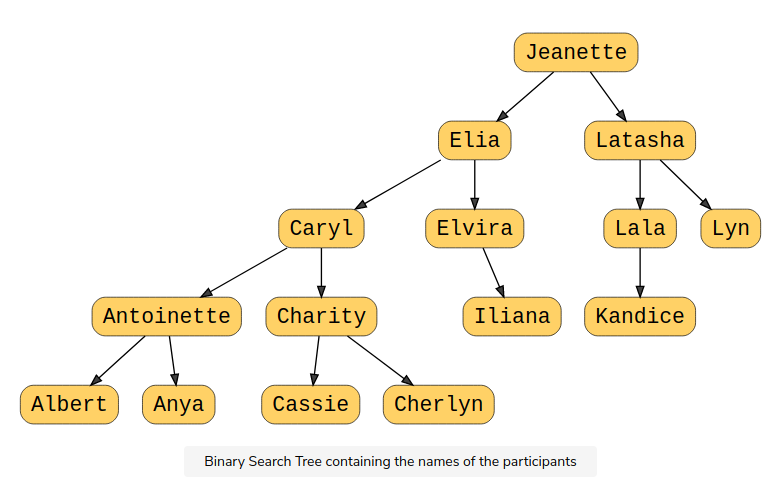 Jeanette
Elia Latasha
Caryl Elvira Lala Lyn
Antoinette Charity Iliana Kandice
Albert Anya Cassie Cherlyn
Binary Search Tree containing the names of the participants